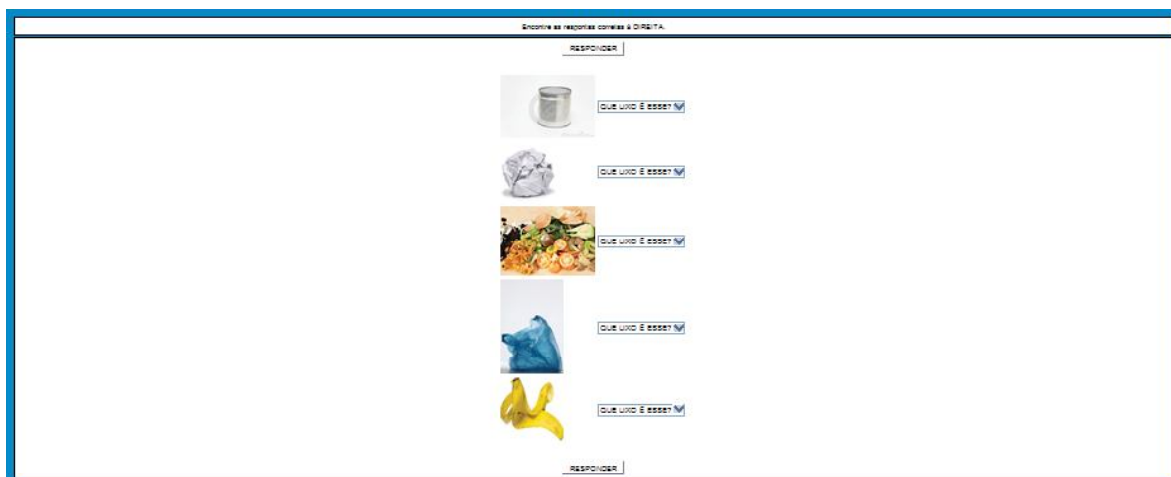 Encontre as respostas corretas à DIREITA.
RESPONDER
QUE LIXO É ESSE?
QUE LIXO É ESSE?
QUE LIXO É ESSE?
QUE LIXO É ESSE?
QUE LIXO É ESSE?
RESPONDER